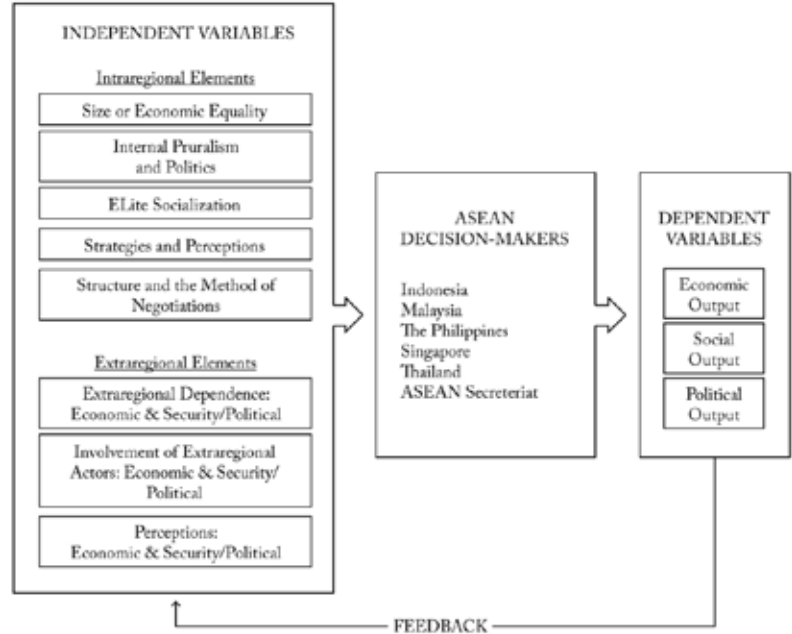 INDEPENDENT VARIABLES
Intraregional Elements
Size or Economic Equality
Internal Pruralism
and Politics
ELite Socialization
Strategies and Perceptions
Structure and the Method of
Negotiations
Extraregional Elements
Extraregional Dependence:
Economic & Security/Political
Involvement of Extraregional
Actors: Economic & Security/
Political
Perceptions:
Economic & Security/Political
ASEAN
DECISION-MAKERS
Indonesia
Malaysia
The Philippines
Singapore
Thailand
ASEAN Secreteriat
DEPENDENT
VARIABLES
Economic
Output
Social
Output
Political
Output
FEEDBACK